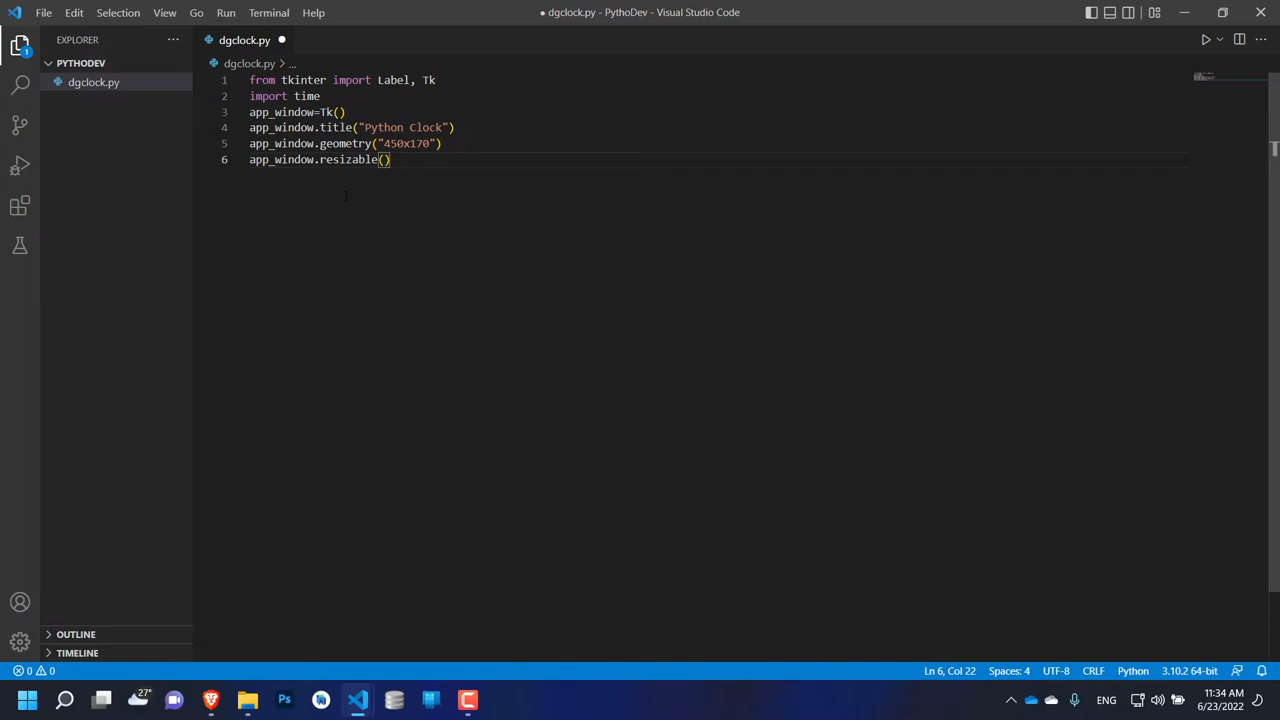 File Edit Selection View Go Run Terminal Help
● dgclock.py - PythoDev - Visual Studio Code
EXPLORER
PYTHODEV
dgclock.py
1
dgclock.py ●
dgclock.py > ...
1 from tkinter import Label, Tk
2 import time
3 app_window=Tk()
4 app_window.title("Python Clock")
5 app_window.geometry("450x170")
6 app_window.resizable()
OUTLINE
TIMELINE
0 0
Ln 6, Col 22 Spaces: 4 UTF-8 CRLF Python 3.10.2 64-bit
27°
Ps
ENG
11:34 AM
6/23/2022